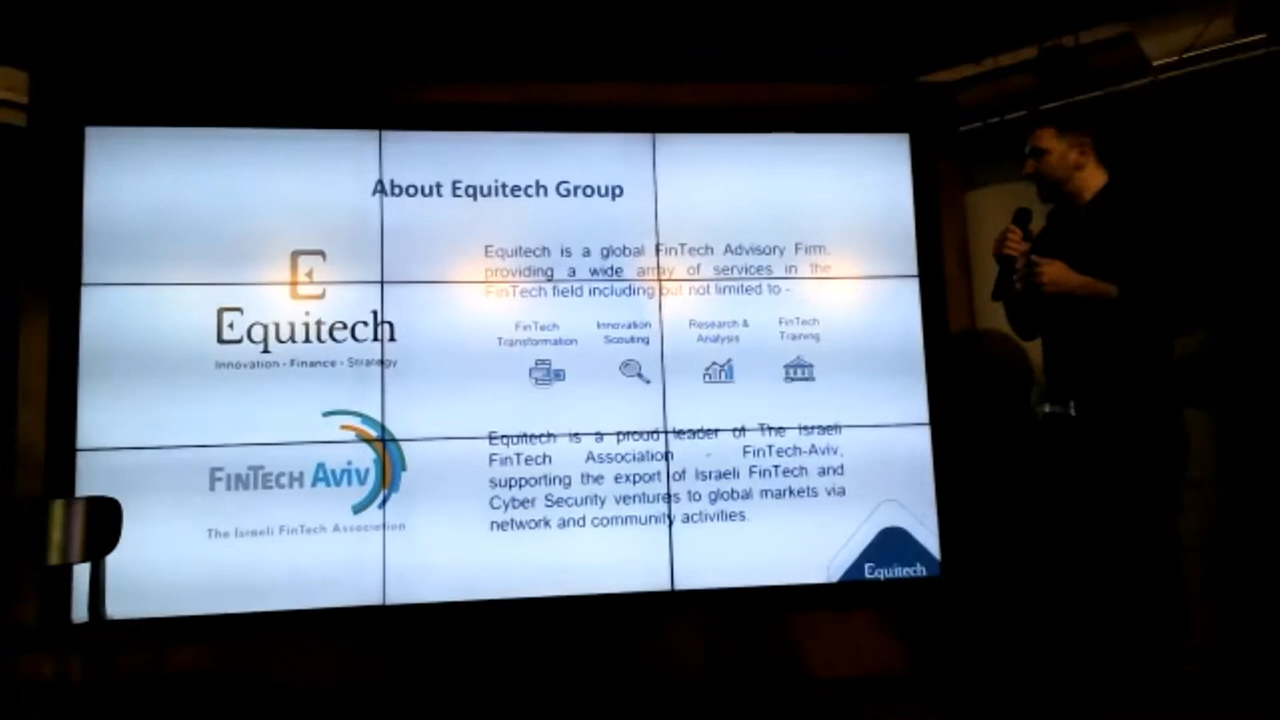 About Equitech Group
E
Equitech
Innovation - Finance - Strategy
Equitech is a global FinTech Advisory Firm,
providing a wide array of services in the
FinTech field including but not limited to -
FinTech
Transformation
Innovation
Scouting
Research &
Analysis
FinTech
Training
FINTECH Aviv
The Israeli FinTech Association
Equitech is a proud leader of The Israeli
FinTech Association - FinTech-Aviv,
supporting the export of Israeli FinTech and
Cyber Security ventures to global markets via
network and community activities.
Equitech